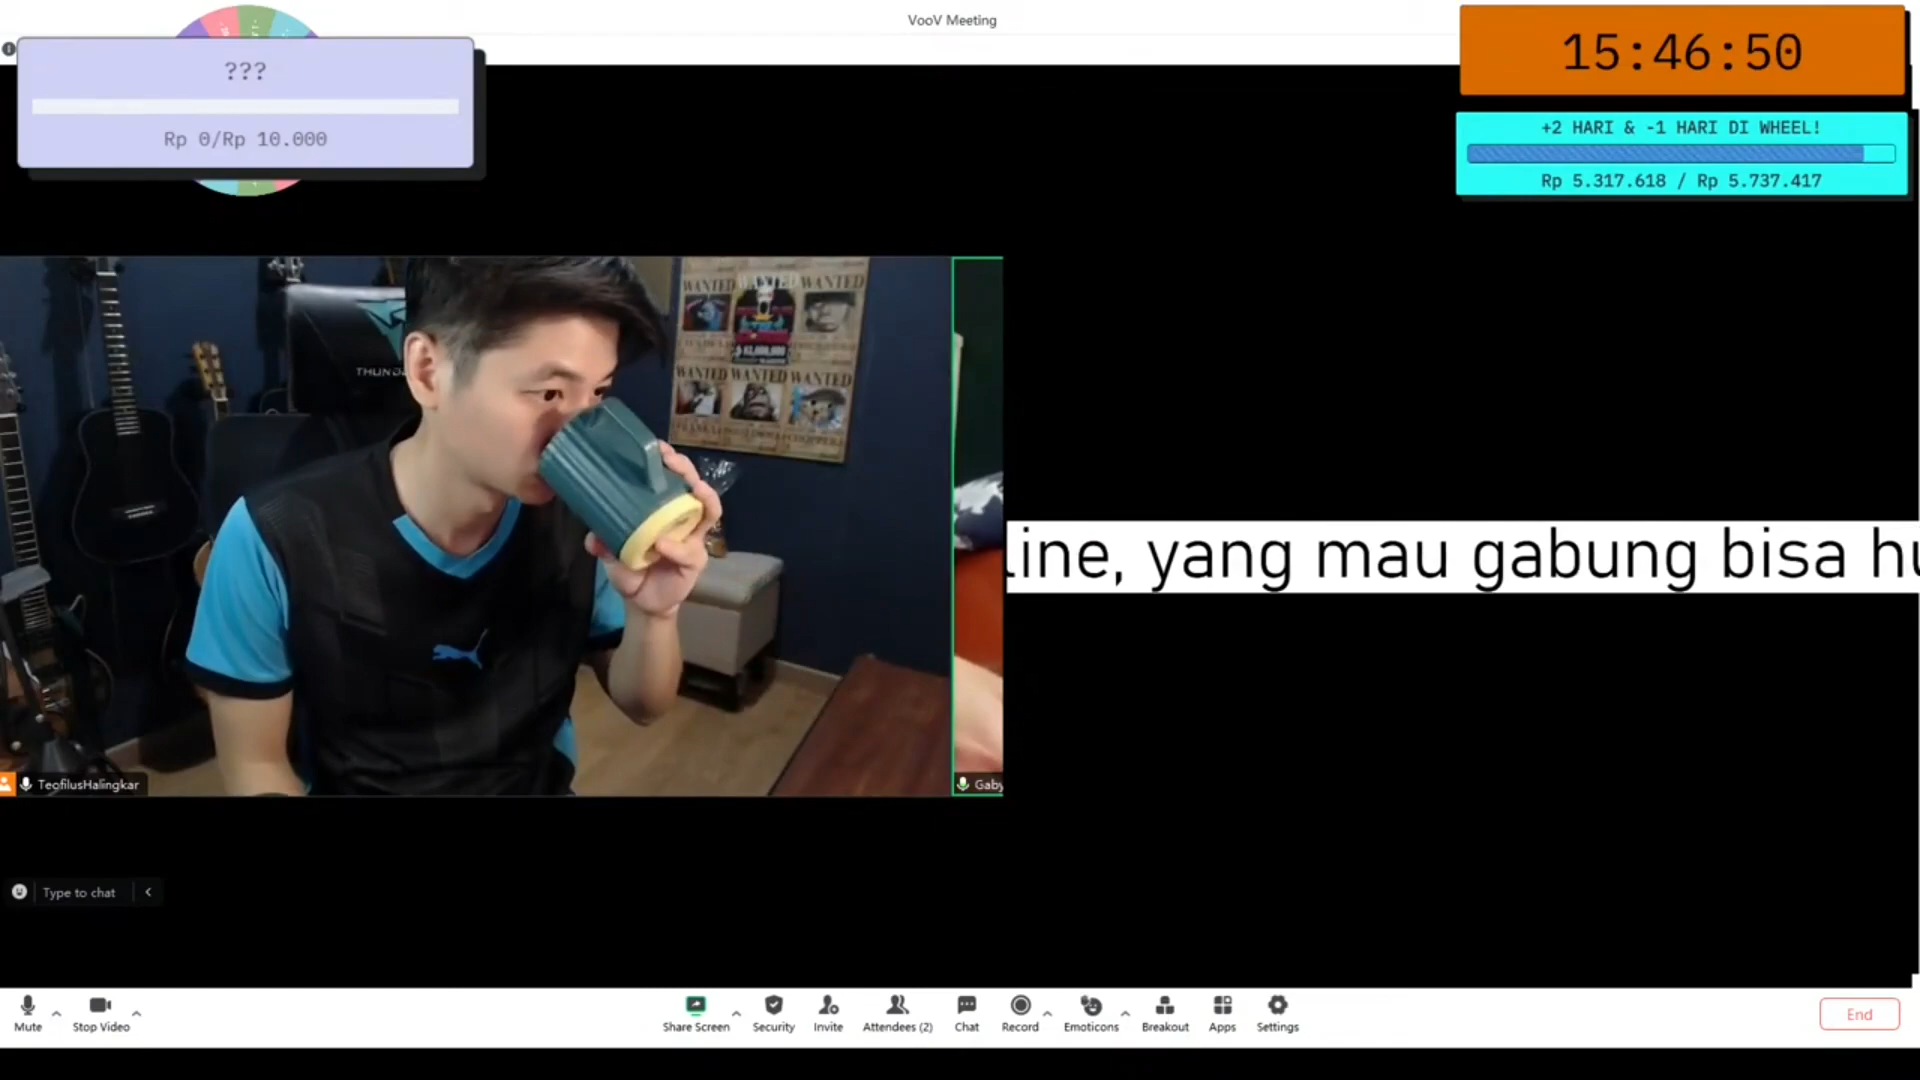 VooV Meeting
???
Rp 0/Rp 10.000
15:46:50
+2 HARI & -1 HARI DI WHEEL!
Rp 5.317.618 / Rp 5.737.417
WANTED WANTED WANTED
WANTED WANTED WANTED
line, yang mau gabung bisa hu
TeofilusHalingkar
Gaby
Type to chat
Mute
Stop Video
Share Screen
Security
Invite
Attendees (2)
Chat
Record
Emoticons
Breakout
Apps
Settings
End